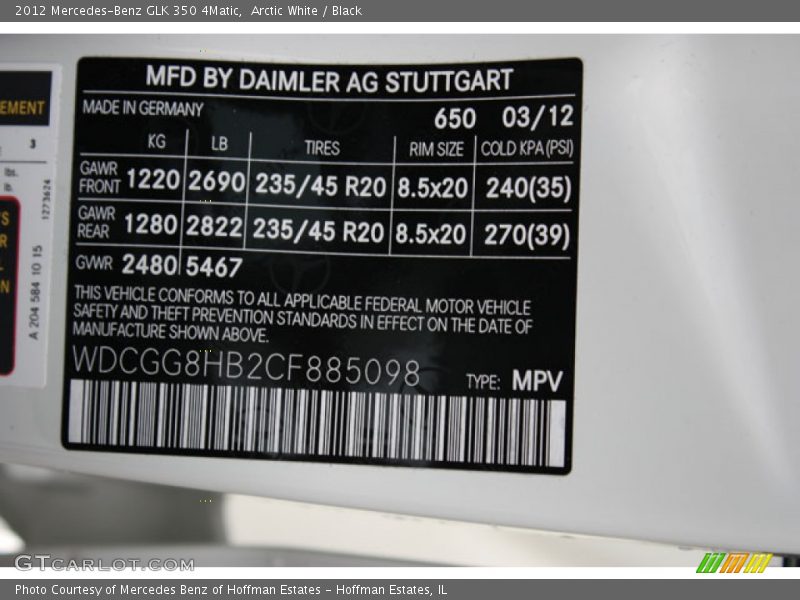 2012 Mercedes-Benz GLK 350 4Matic,  Arctic White / Black
MFD BY DAIMLER AG STUTTGART
MADE IN GERMANY
650 03/12
KG LB TIRES RIM SIZE COLD KPA (PSI)
GAWR FRONT 1220 2690 235/45 R20 8.5x20 240(35)
GAWR REAR 1280 2822 235/45 R20 8.5x20 270(39)
GVWR 2480 5467
THIS VEHICLE CONFORMS TO ALL APPLICABLE FEDERAL MOTOR VEHICLE
SAFETY AND THEFT PREVENTION STANDARDS IN EFFECT ON THE DATE OF
MANUFACTURE SHOWN ABOVE.
WDCGG8HB2CF885098
TYPE: MPV
EMENT
3
lbs.
lb.
1273624
A 204 584 10 15
GTCARLOT.COM
Photo Courtesy of Mercedes Benz of Hoffman Estates - Hoffman Estates, IL